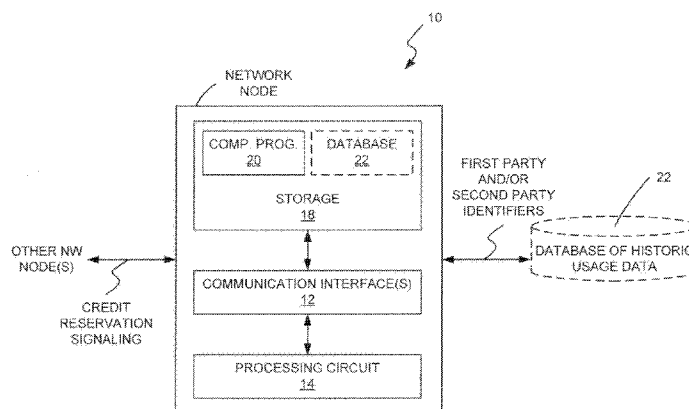 10
NETWORK
NODE
COMP. PROG.
20
DATABASE
22
STORAGE
18
FIRST PARTY
AND/OR
SECOND PARTY
IDENTIFIERS
22
OTHER NW
NODE(S)
CREDIT
RESERVATION
SIGNALING
COMMUNICATION INTERFACE(S)
12
DATABASE OF HISTORIC
USAGE DATA
PROCESSING CIRCUIT
14